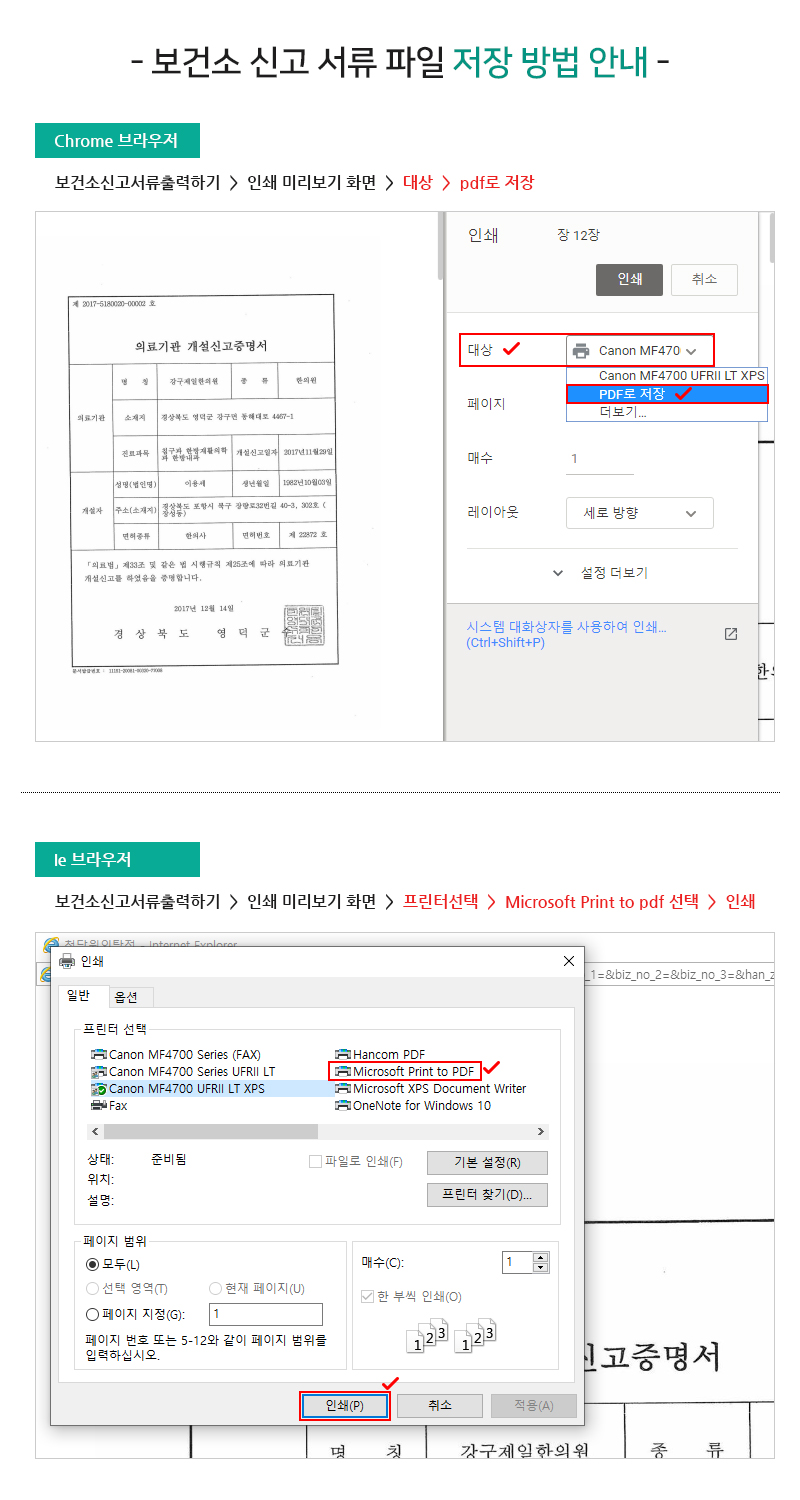 - 보건소 신고 서류 파일 저장 방법 안내 -
Chrome 브라우저
보건소신고서류출력하기 > 인쇄 미리보기 화면 > 대상 > pdf로 저장
제 2017-5180020-00002 호
의료기관 개설신고증명서
명 칭 강구제일한의원 종 류 한의원
의료기관 소재지 경상북도 영덕군 강구면 동해대로 4467-1
진료과목 침구과 한방재활의학과 한방내과 개설신고일자 2017년11월29일
성명(법인명) 이용세 생년월일 1982년10월03일
개설자 주소(소재지) 경상북도 포항시 북구 장량로32번길 40-3, 302호 (장성동)
면허종류 한의사 면허번호 제 22872 호
「의료법」제33조 및 같은 법 시행규칙 제25조에 따라 의료기관
개설신고를 하였음을 증명합니다.
2017년 12월 14일
경 상 북 도 영 덕 군 수
인쇄 장 12장
인쇄 취소
대상 Canon MF470
Canon MF4700 UFRII LT XPS
PDF로 저장
더보기...
페이지
매수 1
레이아웃 세로 방향
설정 더보기
시스템 대화상자를 사용하여 인쇄...
(Ctrl+Shift+P)
Ie 브라우저
보건소신고서류출력하기 > 인쇄 미리보기 화면 > 프린터선택 > Microsoft Print to pdf 선택 > 인쇄
Internet Explorer
_1=&biz_no_2=&biz_no_3=&han_z
인쇄
일반 옵션
프린터 선택
Canon MF4700 Series (FAX) Hancom PDF
Canon MF4700 Series UFRII LT Microsoft Print to PDF
Canon MF4700 UFRII LT XPS Microsoft XPS Document Writer
Fax OneNote for Windows 10
상태: 준비됨 파일로 인쇄(F) 기본 설정(R)
위치:
설명: 프린터 찾기(D)...
페이지 범위
모두(L) 매수(C): 1
선택 영역(T) 현재 페이지(U) 한 부씩 인쇄(O)
페이지 지정(G): 1
페이지 번호 또는 5-12와 같이 페이지 범위를
입력하십시오.
1 2 3 1 2 3
인쇄(P) 취소 적용(A)
신고증명서
명 칭 강구제일한의원 종 류